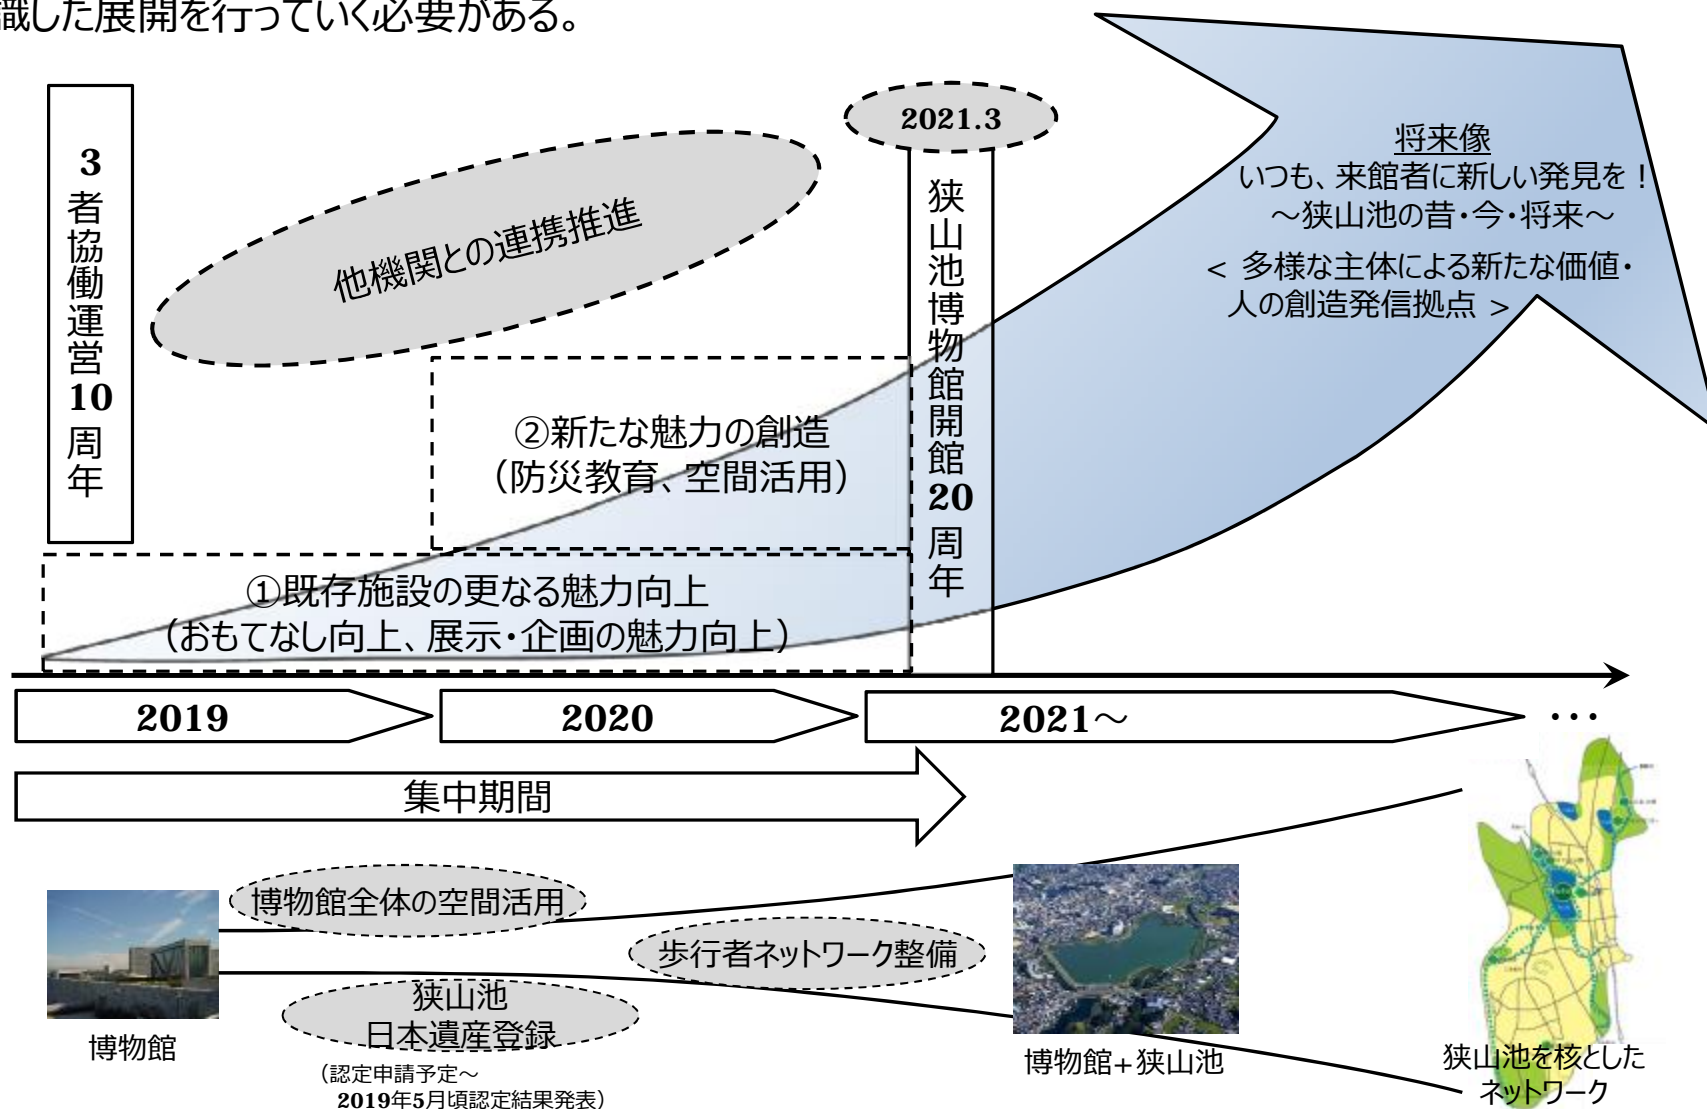 識した展開を行っていく必要がある。
3者協働運営10周年
他機関との連携推進
2021.3
狭山池博物館開館20周年
将来像
いつも、来館者に新しい発見を！
～狭山池の昔・今・将来～
< 多様な主体による新たな価値・
人の創造発信拠点 >
②新たな魅力の創造
（防災教育、空間活用）
①既存施設の更なる魅力向上
（おもてなし向上、展示・企画の魅力向上）
2019
2020
2021～
・・・
集中期間
博物館全体の空間活用
歩行者ネットワーク整備
狭山池
日本遺産登録
（認定申請予定～
2019年5月頃認定結果発表）
博物館
博物館+狭山池
狭山池を核とした
ネットワーク